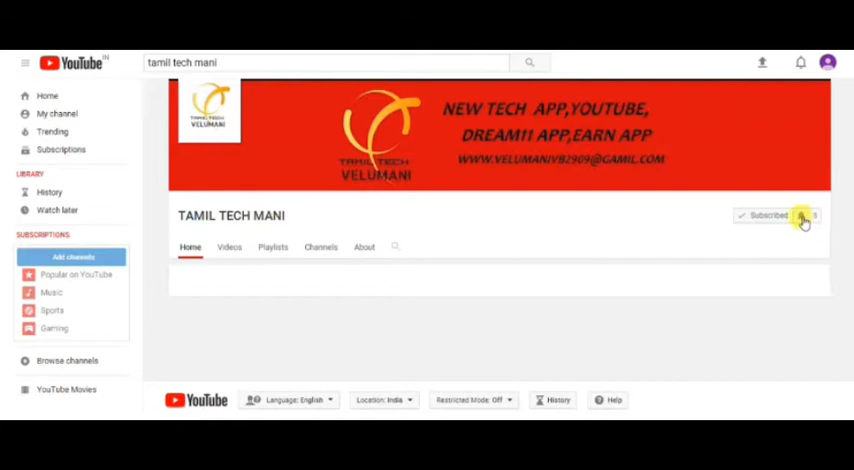 YouTube IN
tamil tech mani
Home
My channel
Trending
Subscriptions
LIBRARY
History
Watch later
SUBSCRIPTIONS
Add channels
Popular on YouTube
Music
Sports
Gaming
Browse channels
YouTube Movies
TAMIL TECH
VELUMANI
TAMIL TECH
VELUMANI
NEW TECH APP,YOUTUBE,
DREAM11 APP,EARN APP
WWW.VELUMANIVB2909@GAMIL.COM
TAMIL TECH MANI
Subscribed
Home Videos Playlists Channels About
YouTube Language: English Location: India Restricted Mode: Off History Help